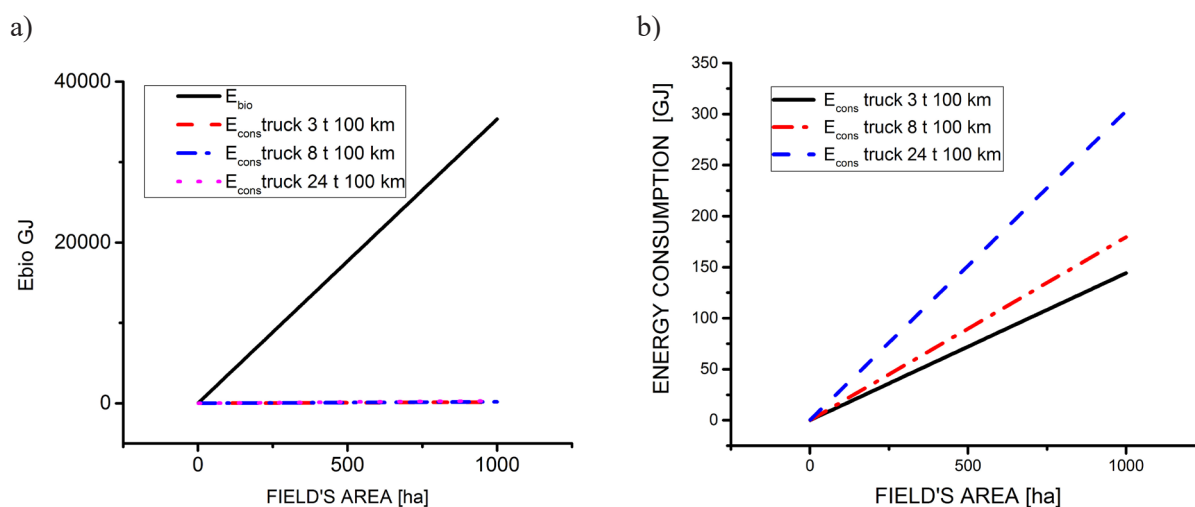 a)
40000
20000
0
Ebio GJ
E_bio
E_cons truck 3 t 100 km
E_cons truck 8 t 100 km
E_cons truck 24 t 100 km
0 500 1000
FIELD'S AREA [ha]
b)
350
300
250
200
150
100
50
0
ENERGY CONSUMPTION [GJ]
E_cons truck 3 t 100 km
E_cons truck 8 t 100 km
E_cons truck 24 t 100 km
0 500 1000
FIELD'S AREA [ha]